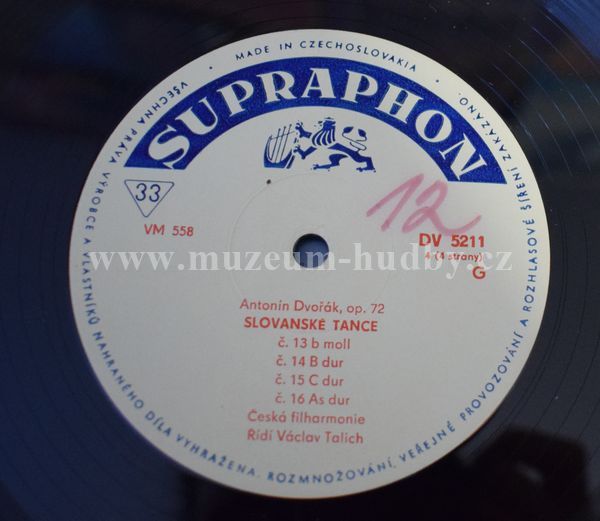 VŠECHNA PRÁVA VÝROBCE A VLASTNÍKŮ NAHRANÉHO DÍLA VYHRAŽENA. ROZMNOŽOVÁNÍ, VEŘEJNÉ PROVOZOVÁNÍ A ROZHLASOVÉ ŠÍŘENÍ ZAKÁZÁNO.
• MADE IN CZECHOSLOVAKIA •
SUPRAPHON
33
12
VM 558
DV 5211
4 (4 strany)
G
www.muzeum-hudby.cz
Antonín Dvořák, op. 72
SLOVANSKÉ TANCE
č. 13 b moll
č. 14 B dur
č. 15 C dur
č. 16 As dur
Česká filharmonie
Řídí Václav Talich